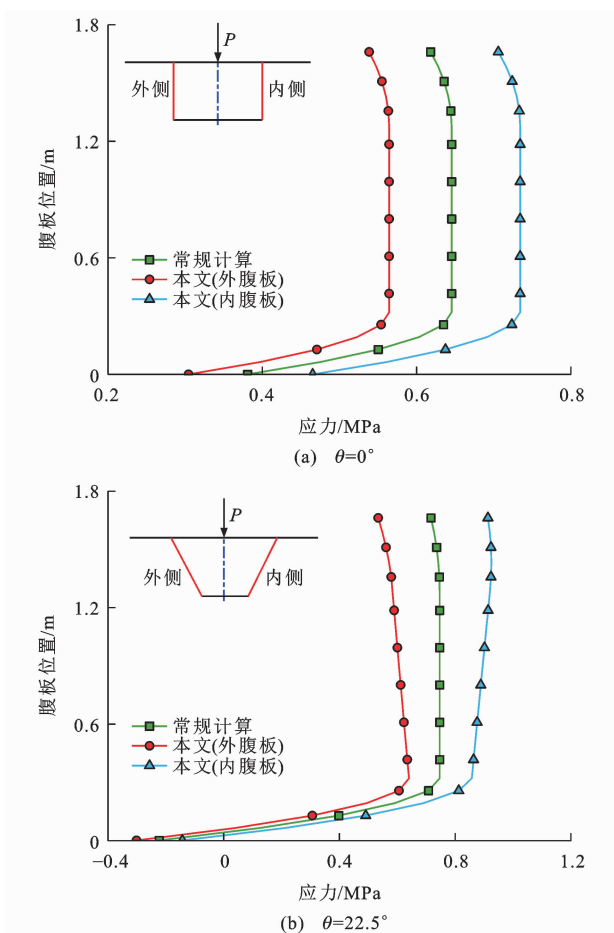 1.8
1.2
0.6
0
腹板位置/m
P
外侧
内侧
常规计算
本文(外腹板)
本文(内腹板)
0.2
0.4
0.6
0.8
应力/MPa
(a) θ=0°
1.8
1.2
0.6
0
腹板位置/m
P
外侧
内侧
常规计算
本文(外腹板)
本文(内腹板)
−0.4
0
0.4
0.8
1.2
应力/MPa
(b) θ=22.5°